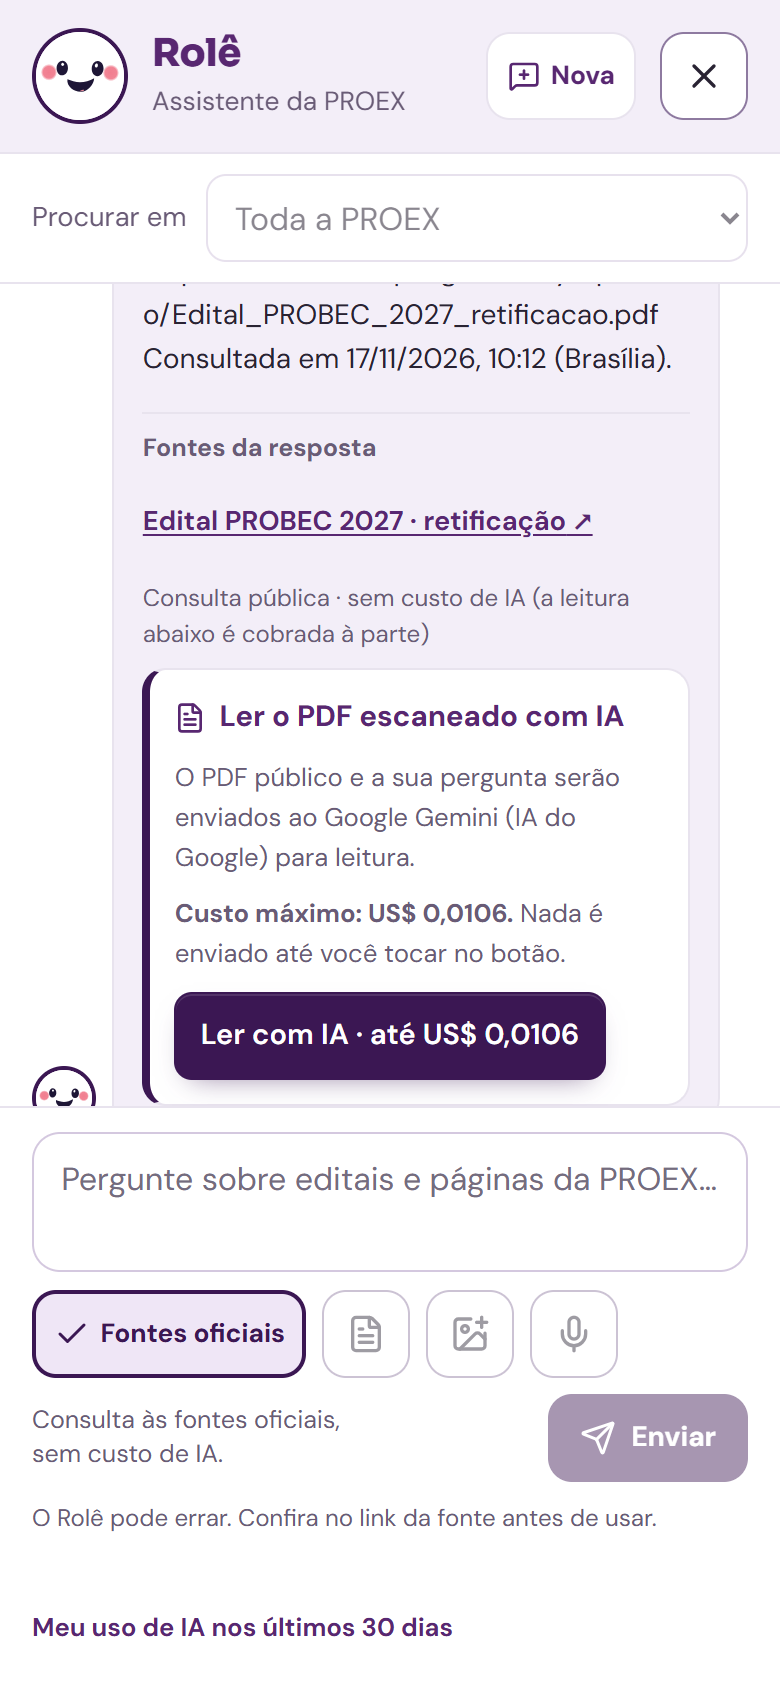 Rolê
Assistente da PROEX
Nova
Procurar em
Toda a PROEX
o/Edital_PROBEC_2027_retificacao.pdf
Consultada em 17/11/2026, 10:12 (Brasília).
Fontes da resposta
Edital PROBEC 2027 · retificação ↗
Consulta pública · sem custo de IA (a leitura
abaixo é cobrada à parte)
Ler o PDF escaneado com IA
O PDF público e a sua pergunta serão
enviados ao Google Gemini (IA do
Google) para leitura.
Custo máximo: US$ 0,0106. Nada é
enviado até você tocar no botão.
Ler com IA · até US$ 0,0106
Pergunte sobre editais e páginas da PROEX...
Fontes oficiais
Consulta às fontes oficiais,
sem custo de IA.
Enviar
O Rolê pode errar. Confira no link da fonte antes de usar.
Meu uso de IA nos últimos 30 dias